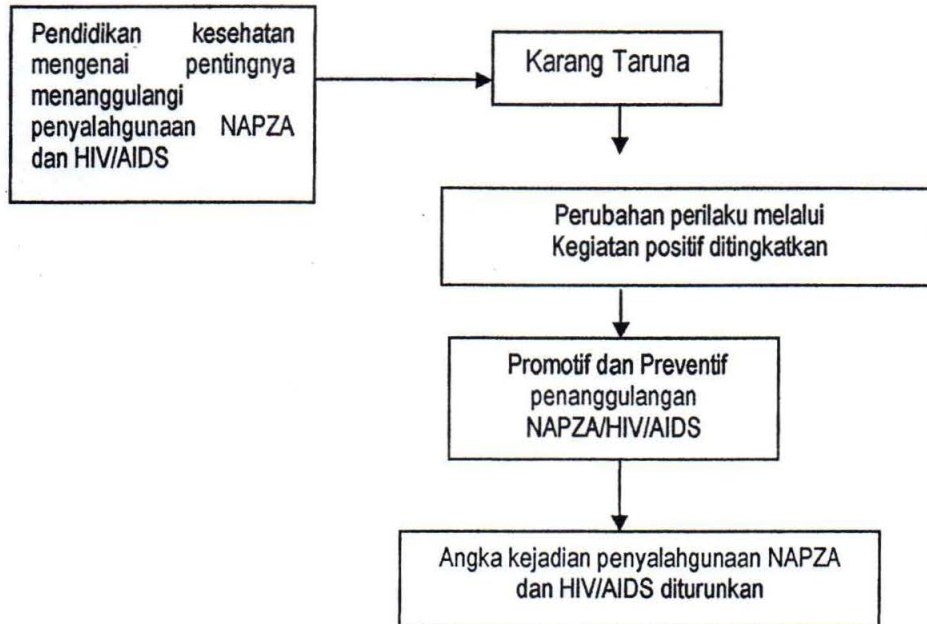 Pendidikan kesehatan
mengenai pentingnya
menanggulangi
penyalahgunaan NAPZA
dan HIV/AIDS
Karang Taruna
Perubahan perilaku melalui
Kegiatan positif ditingkatkan
Promotif dan Preventif
penanggulangan
NAPZA/HIV/AIDS
Angka kejadian penyalahgunaan NAPZA
dan HIV/AIDS diturunkan